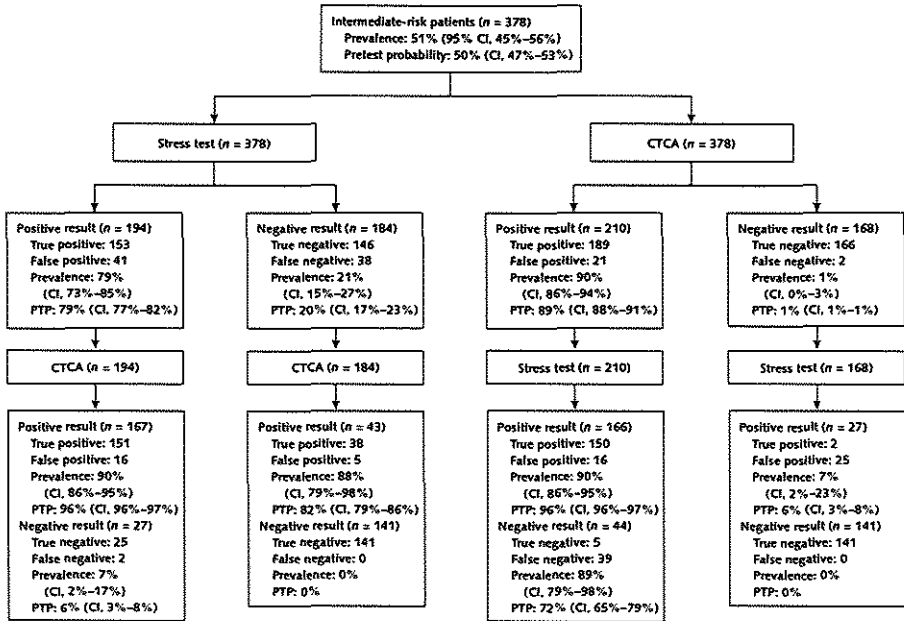 Intermediate-risk patients (n = 378)
Prevalence: 51% (95% CI, 45%–56%)
Pretest probability: 50% (CI, 47%–53%)
Stress test (n = 378)
CTCA (n = 378)
Positive result (n = 194)
True positive: 153
False positive: 41
Prevalence: 79%
(CI, 73%–85%)
PTP: 79% (CI, 77%–82%)
Negative result (n = 184)
True negative: 146
False negative: 38
Prevalence: 21%
(CI, 15%–27%)
PTP: 20% (CI, 17%–23%)
Positive result (n = 210)
True positive: 189
False positive: 21
Prevalence: 90%
(CI, 86%–94%)
PTP: 89% (CI, 88%–91%)
Negative result (n = 168)
True negative: 166
False negative: 2
Prevalence: 1%
(CI, 0%–3%)
PTP: 1% (CI, 1%–1%)
CTCA (n = 194)
CTCA (n = 184)
Stress test (n = 210)
Stress test (n = 168)
Positive result (n = 167)
True positive: 151
False positive: 16
Prevalence: 90%
(CI, 86%–95%)
PTP: 96% (CI, 96%–97%)
Negative result (n = 27)
True negative: 25
False negative: 2
Prevalence: 7%
(CI, 2%–17%)
PTP: 6% (CI, 3%–8%)
Positive result (n = 43)
True positive: 38
False positive: 5
Prevalence: 88%
(CI, 79%–98%)
PTP: 82% (CI, 79%–86%)
Negative result (n = 141)
True negative: 141
False negative: 0
Prevalence: 0%
PTP: 0%
Positive result (n = 166)
True positive: 150
False positive: 16
Prevalence: 90%
(CI, 86%–95%)
PTP: 96% (CI, 96%–97%)
Negative result (n = 44)
True negative: 5
False negative: 39
Prevalence: 89%
(CI, 79%–98%)
PTP: 72% (CI, 65%–79%)
Positive result (n = 27)
True positive: 2
False positive: 25
Prevalence: 7%
(CI, 2%–23%)
PTP: 6% (CI, 3%–8%)
Negative result (n = 141)
True negative: 141
False negative: 0
Prevalence: 0%
PTP: 0%